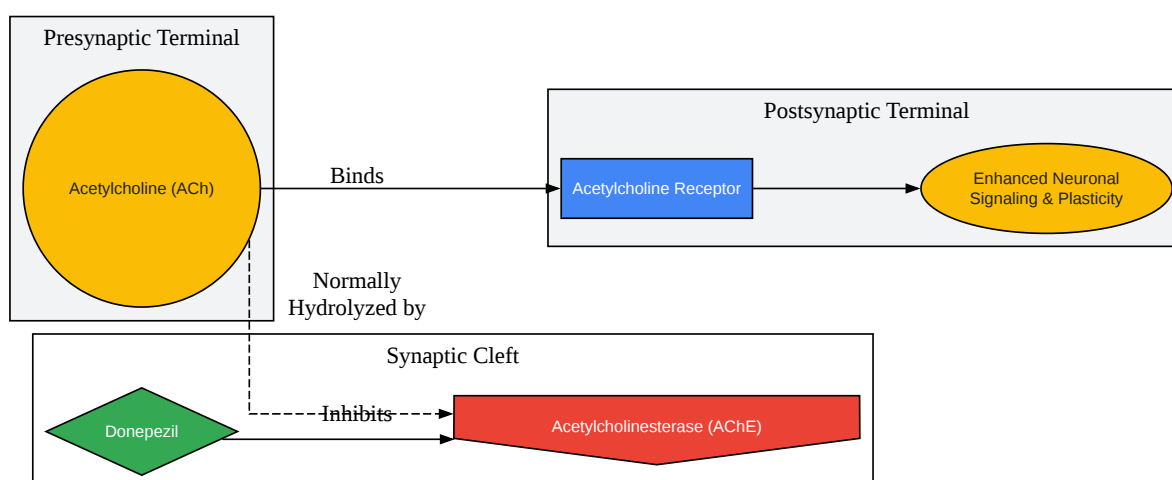 Presynaptic Terminal
Acetylcholine (ACh)
Binds
Postsynaptic Terminal
Acetylcholine Receptor
Enhanced Neuronal
Signaling & Plasticity
Normally
Hydrolyzed by
Synaptic Cleft
Donepezil
Inhibits
Acetylcholinesterase (AChE)